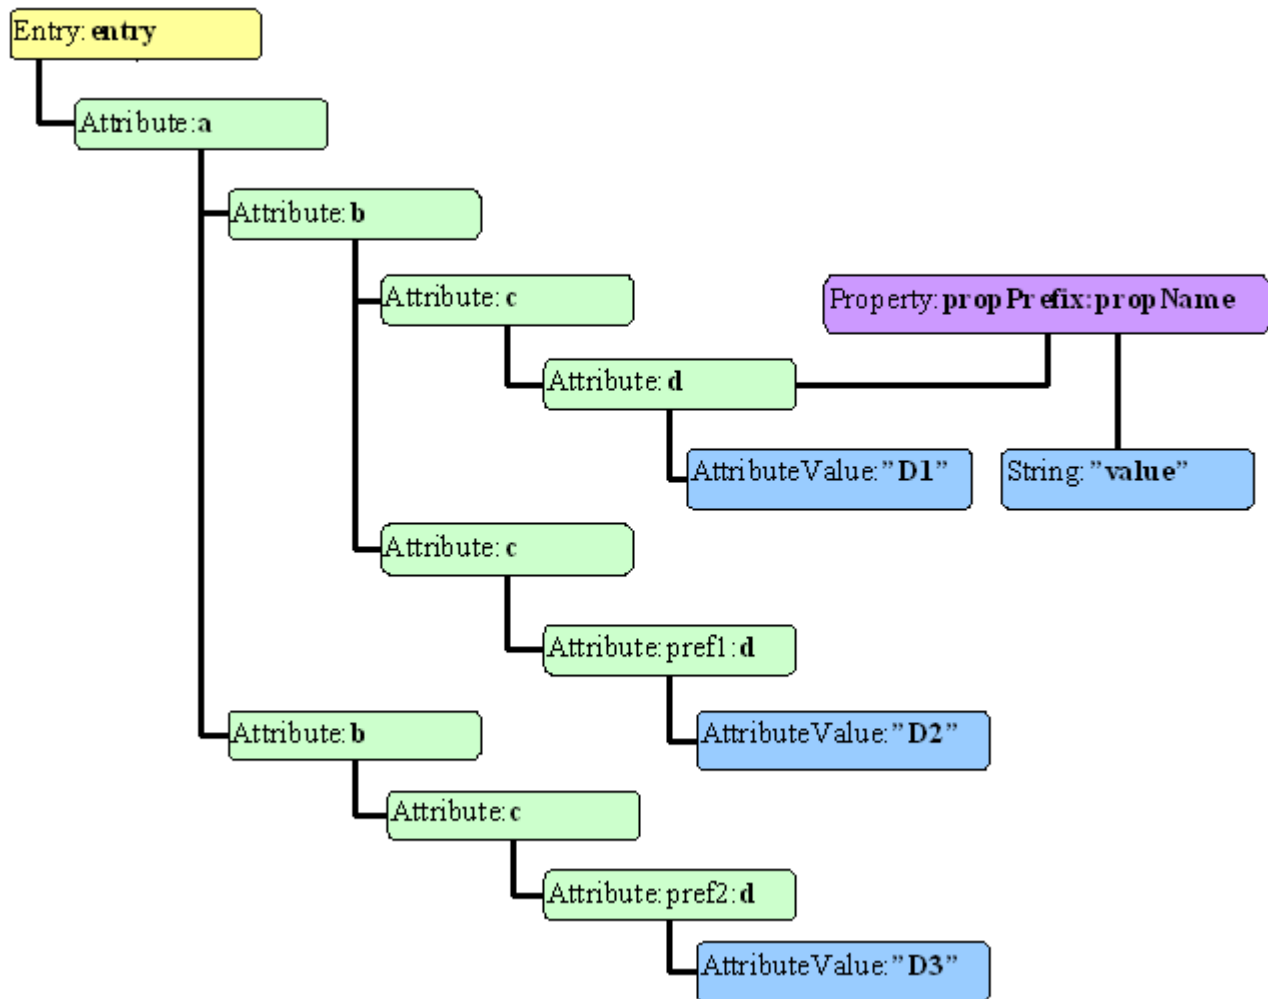 Entry: entry
Attribute:a
Attribute: b
Attribute: c
Property: propPrefix:propName
Attribute: d
AttributeValue: ”D1”
String: ”value”
Attribute: c
Attribute: pref1: d
Attribute: b
AttributeValue: ”D2”
Attribute: c
Attribute: pref2: d
AttributeValue: ”D3”